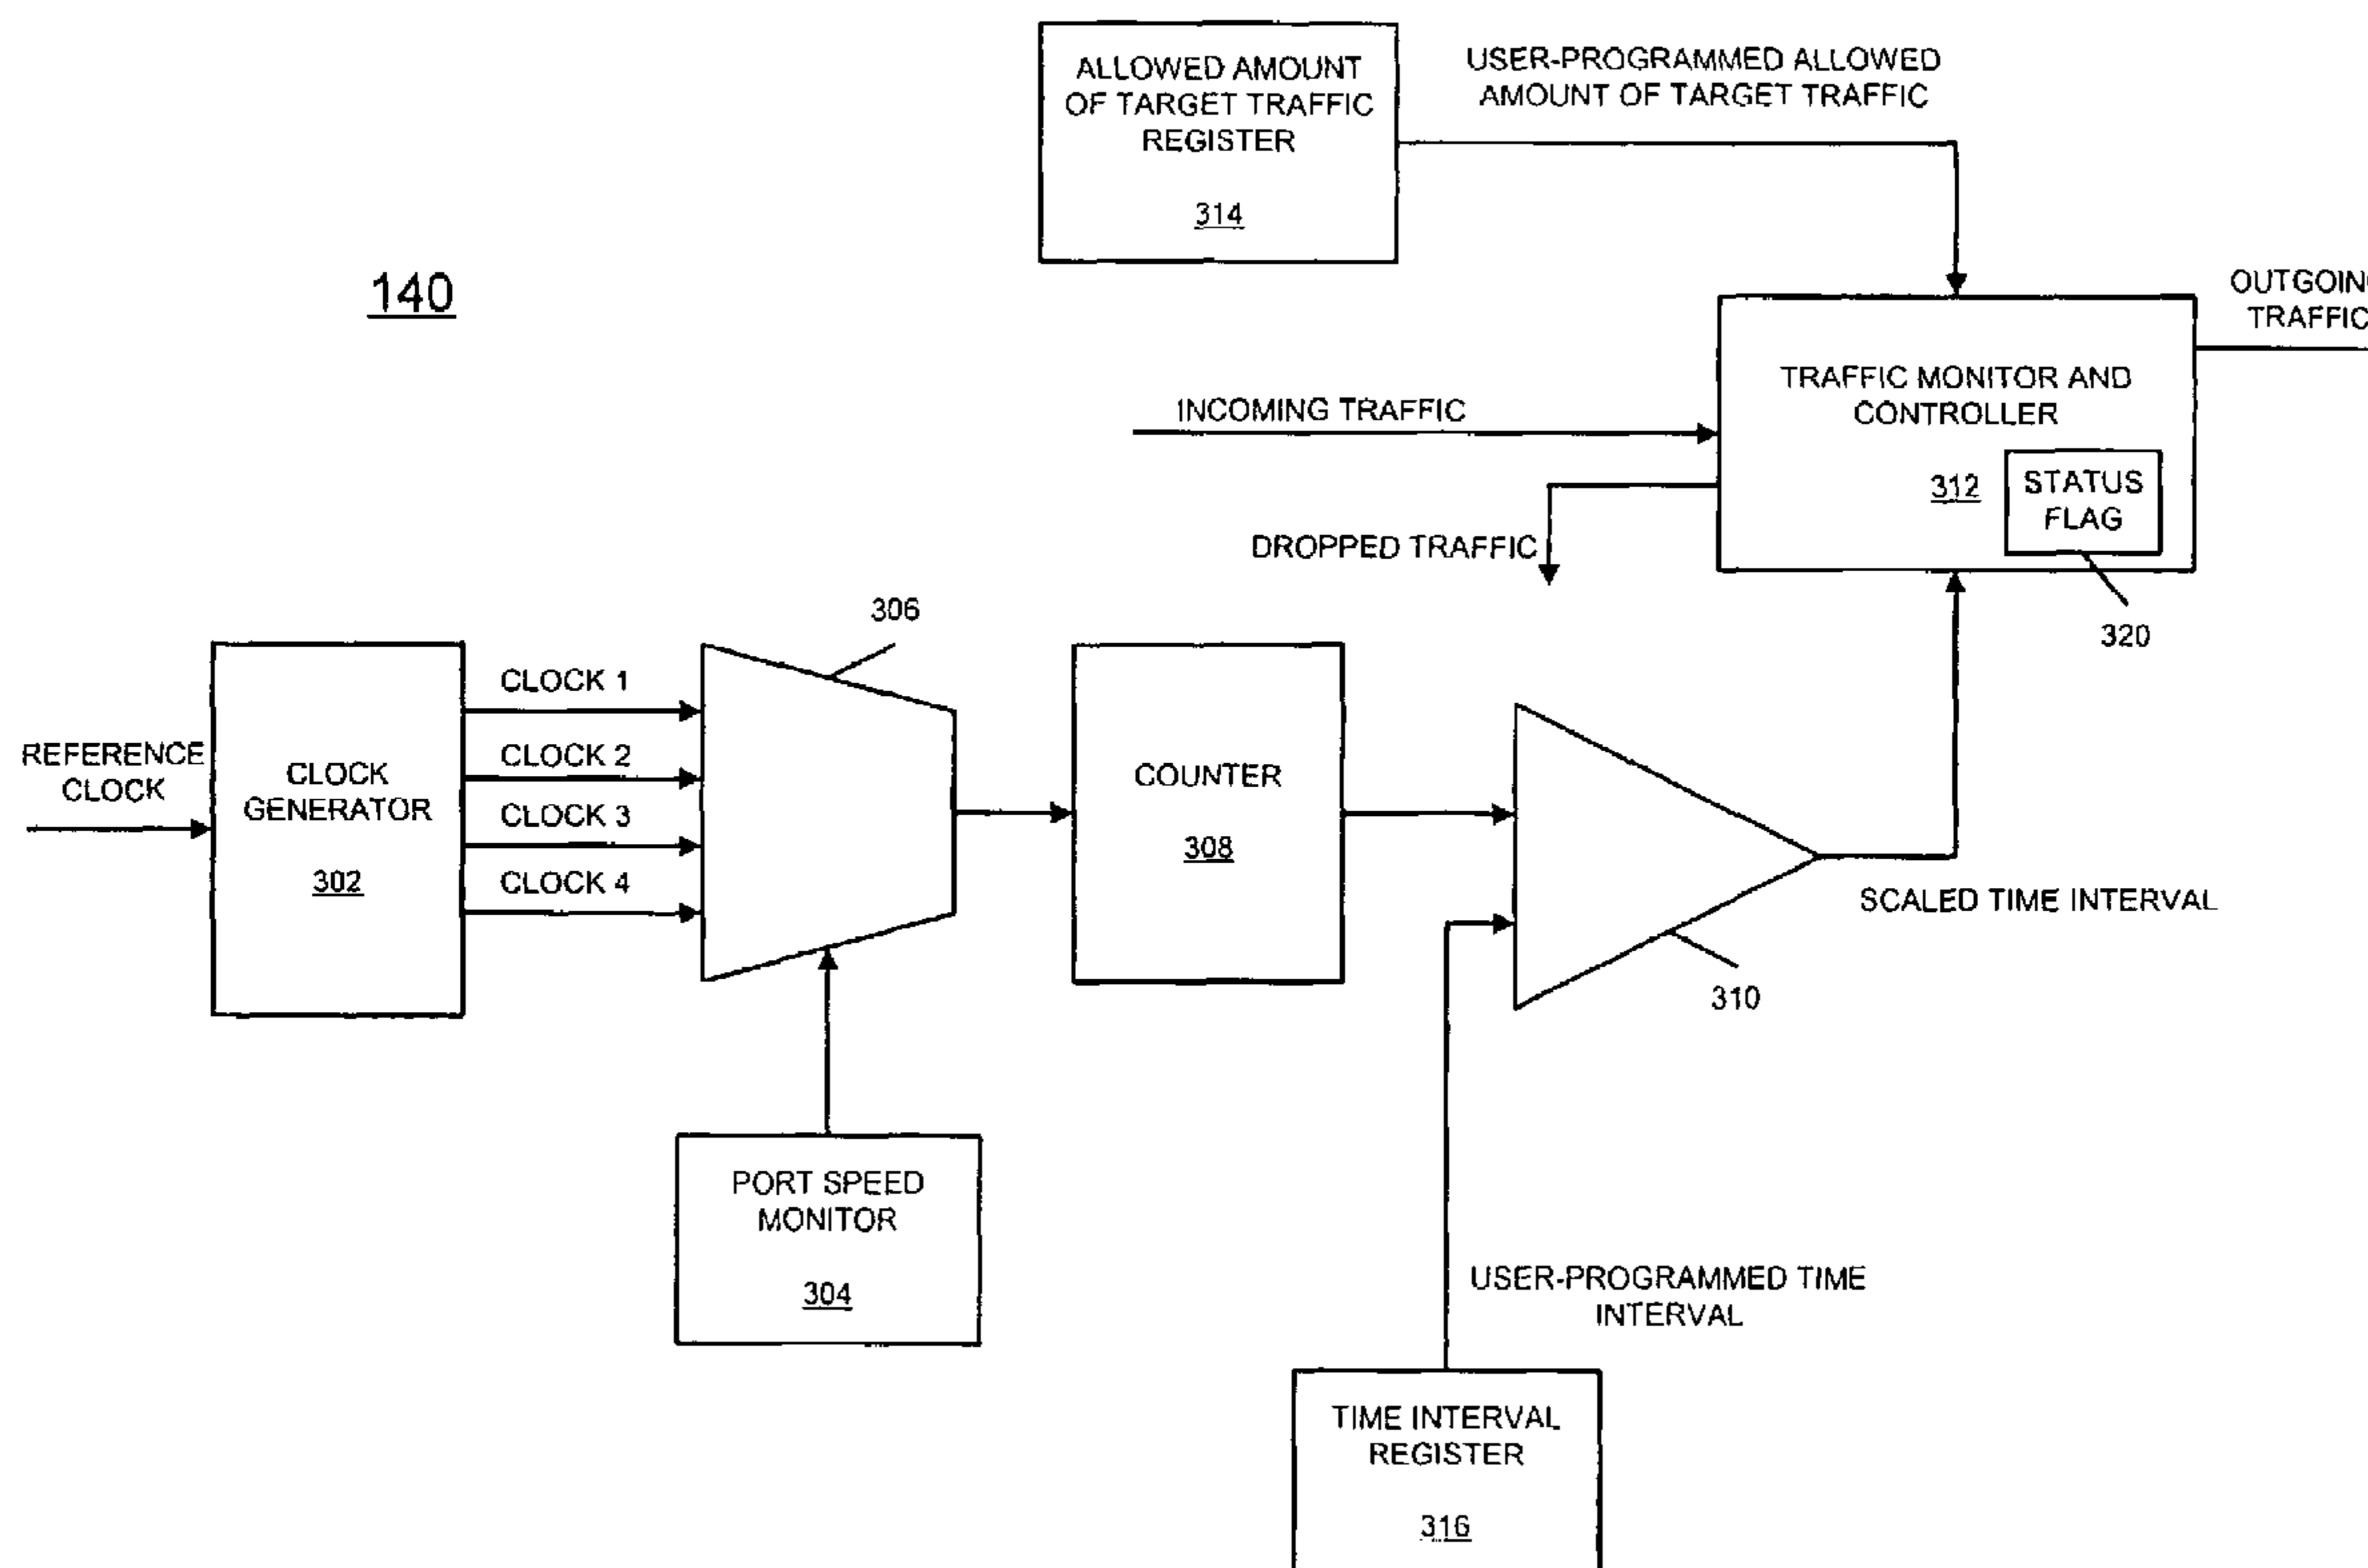 ALLOWED AMOUNT
OF TARGET TRAFFIC
REGISTER
314
USER-PROGRAMMED ALLOWED
AMOUNT OF TARGET TRAFFIC
140
OUTGOING
TRAFFIC
INCOMING TRAFFIC
TRAFFIC MONITOR AND
CONTROLLER
312
STATUS
FLAG
320
DROPPED TRAFFIC
306
REFERENCE
CLOCK
CLOCK
GENERATOR
302
CLOCK 1
CLOCK 2
CLOCK 3
CLOCK 4
COUNTER
308
SCALED TIME INTERVAL
310
PORT SPEED
MONITOR
304
USER-PROGRAMMED TIME
INTERVAL
TIME INTERVAL
REGISTER
316